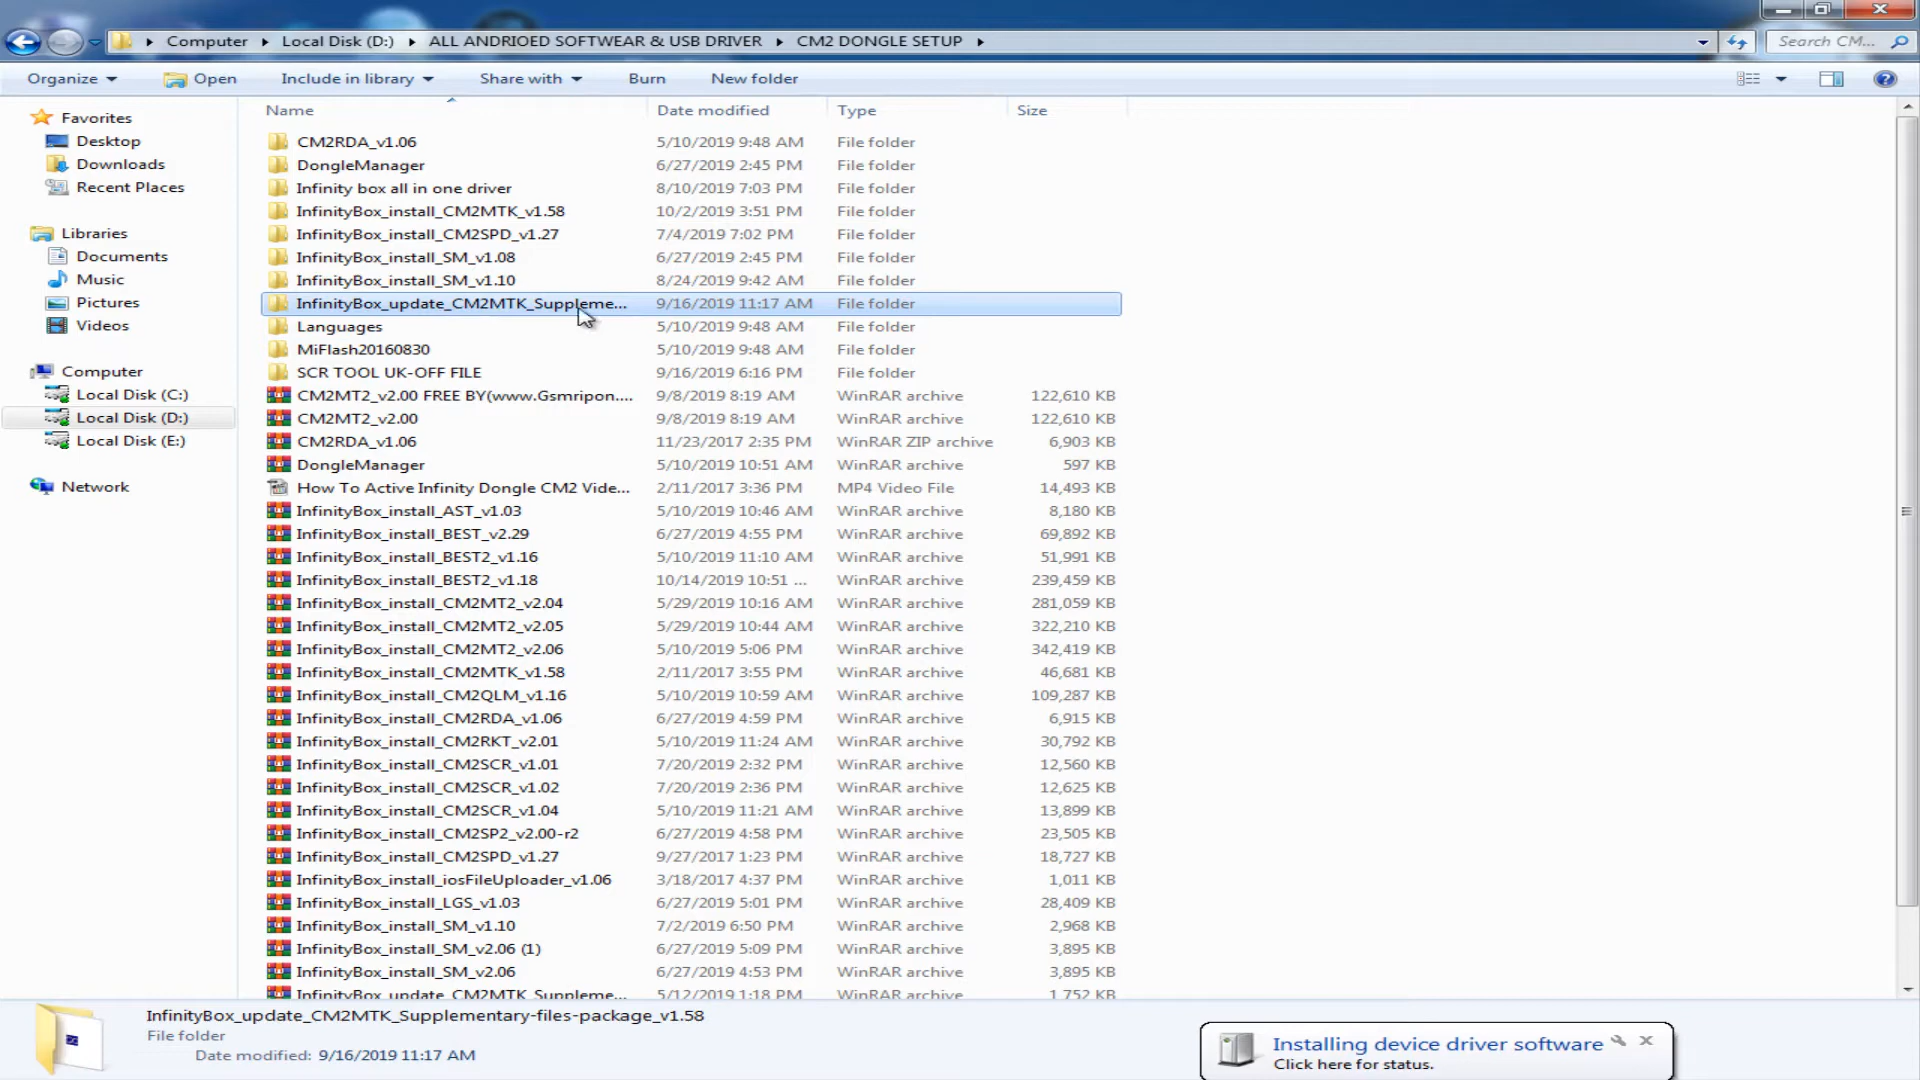 Computer Local Disk (D:) ALL ANDRIOED SOFTWEAR & USB DRIVER CM2 DONGLE SETUP Search CM...
Organize Open Include in library Share with Burn New folder
Name Date modified Type Size
Favorites
Desktop
Downloads
Recent Places
Libraries
Documents
Music
Pictures
Videos
Computer
Local Disk (C:)
Local Disk (D:)
Local Disk (E:)
Network
CM2RDA_v1.06 5/10/2019 9:48 AM File folder
DongleManager 6/27/2019 2:45 PM File folder
Infinity box all in one driver 8/10/2019 7:03 PM File folder
InfinityBox_install_CM2MTK_v1.58 10/2/2019 3:51 PM File folder
InfinityBox_install_CM2SPD_v1.27 7/4/2019 7:02 PM File folder
InfinityBox_install_SM_v1.08 6/27/2019 2:45 PM File folder
InfinityBox_install_SM_v1.10 8/24/2019 9:42 AM File folder
InfinityBox_update_CM2MTK_Suppleme... 9/16/2019 11:17 AM File folder
Languages 5/10/2019 9:48 AM File folder
MiFlash20160830 5/10/2019 9:48 AM File folder
SCR TOOL UK-OFF FILE 9/16/2019 6:16 PM File folder
CM2MT2_v2.00 FREE BY(www.Gsmripon.... 9/8/2019 8:19 AM WinRAR archive 122,610 KB
CM2MT2_v2.00 9/8/2019 8:19 AM WinRAR archive 122,610 KB
CM2RDA_v1.06 11/23/2017 2:35 PM WinRAR ZIP archive 6,903 KB
DongleManager 5/10/2019 10:51 AM WinRAR archive 597 KB
How To Active Infinity Dongle CM2 Vide... 2/11/2017 3:36 PM MP4 Video File 14,493 KB
InfinityBox_install_AST_v1.03 5/10/2019 10:46 AM WinRAR archive 8,180 KB
InfinityBox_install_BEST_v2.29 6/27/2019 4:55 PM WinRAR archive 69,892 KB
InfinityBox_install_BEST2_v1.16 5/10/2019 11:10 AM WinRAR archive 51,991 KB
InfinityBox_install_BEST2_v1.18 10/14/2019 10:51 ... WinRAR archive 239,459 KB
InfinityBox_install_CM2MT2_v2.04 5/29/2019 10:16 AM WinRAR archive 281,059 KB
InfinityBox_install_CM2MT2_v2.05 5/29/2019 10:44 AM WinRAR archive 322,210 KB
InfinityBox_install_CM2MT2_v2.06 5/10/2019 5:06 PM WinRAR archive 342,419 KB
InfinityBox_install_CM2MTK_v1.58 2/11/2017 3:55 PM WinRAR archive 46,681 KB
InfinityBox_install_CM2QLM_v1.16 5/10/2019 10:59 AM WinRAR archive 109,287 KB
InfinityBox_install_CM2RDA_v1.06 6/27/2019 4:59 PM WinRAR archive 6,915 KB
InfinityBox_install_CM2RKT_v2.01 5/10/2019 11:24 AM WinRAR archive 30,792 KB
InfinityBox_install_CM2SCR_v1.01 7/20/2019 2:32 PM WinRAR archive 12,560 KB
InfinityBox_install_CM2SCR_v1.02 7/20/2019 2:36 PM WinRAR archive 12,625 KB
InfinityBox_install_CM2SCR_v1.04 5/10/2019 11:21 AM WinRAR archive 13,899 KB
InfinityBox_install_CM2SP2_v2.00-r2 6/27/2019 4:58 PM WinRAR archive 23,505 KB
InfinityBox_install_CM2SPD_v1.27 9/27/2017 1:23 PM WinRAR archive 18,727 KB
InfinityBox_install_iosFileUploader_v1.06 3/18/2017 4:37 PM WinRAR archive 1,011 KB
InfinityBox_install_LGS_v1.03 6/27/2019 5:01 PM WinRAR archive 28,409 KB
InfinityBox_install_SM_v1.10 7/2/2019 6:50 PM WinRAR archive 2,968 KB
InfinityBox_install_SM_v2.06 (1) 6/27/2019 5:09 PM WinRAR archive 3,895 KB
InfinityBox_install_SM_v2.06 6/27/2019 4:53 PM WinRAR archive 3,895 KB
InfinityBox_update_CM2MTK_Suppleme... 5/12/2019 1:18 PM WinRAR archive 1,752 KB
InfinityBox_update_CM2MTK_Supplementary-files-package_v1.58
File folder
Date modified: 9/16/2019 11:17 AM
Installing device driver software
Click here for status.